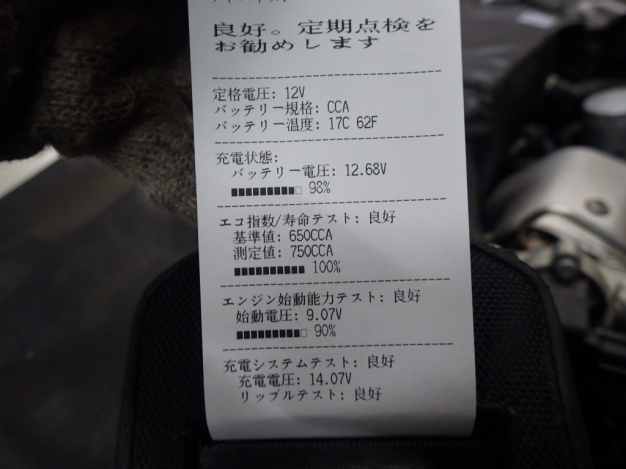 良好。定期点検を
お勧めします
定格電圧: 12V
バッテリー規格: CCA
バッテリー温度: 17C 62F
充電状態:
バッテリー電圧: 12.68V
98%
エコ指数/寿命テスト: 良好
基準値: 650CCA
測定値: 750CCA
100%
エンジン始動能力テスト: 良好
始動電圧: 9.07V
90%
充電システムテスト: 良好
充電電圧: 14.07V
リップルテスト: 良好